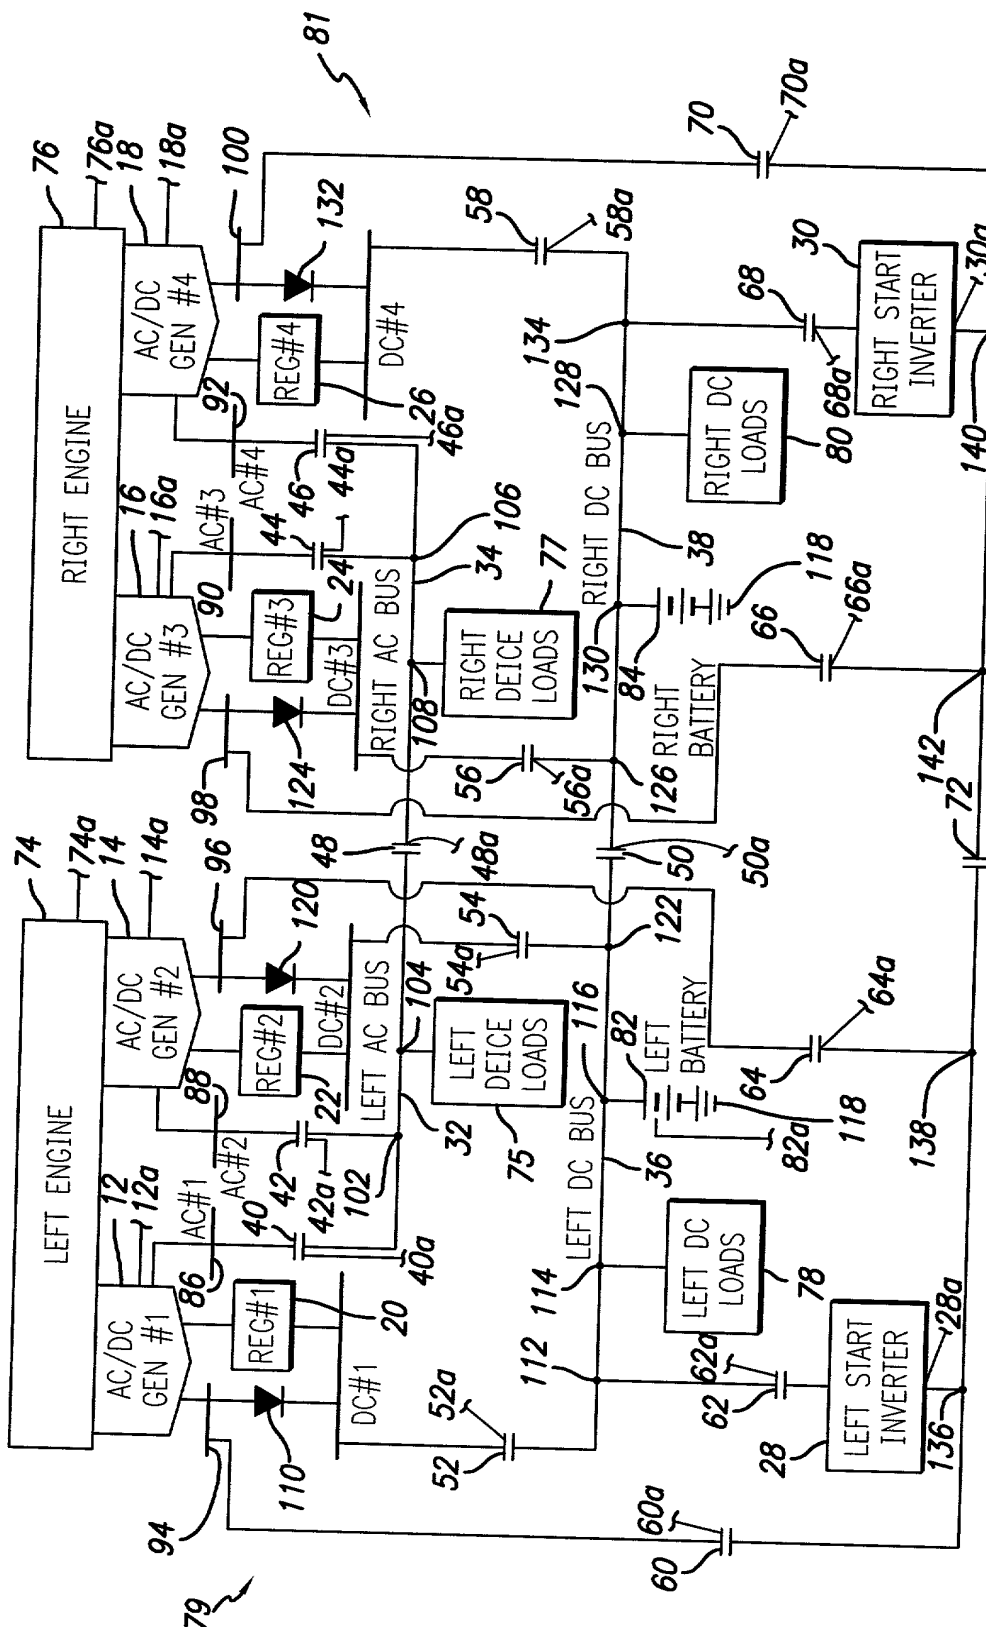 79
81
74
LEFT ENGINE
74a
76
RIGHT ENGINE
76a
12
12a
AC/DC
GEN #1
14
14a
AC/DC
GEN #2
16
16a
AC/DC
GEN #3
18
18a
AC/DC
GEN #4
94
86
AC#1
88
AC#2
96
98
90
AC#3
92
AC#4
100
110
REG#1
20
40
40a
42
42a
REG#2
22
120
124
REG#3
24
44
44a
46
46a
REG#4
26
132
DC#1
DC#2
DC#3
DC#4
102
LEFT AC BUS
32
104
48
48a
RIGHT AC BUS
108
34
106
52
52a
75
LEFT
DEICE
LOADS
54
54a
56
56a
RIGHT
DEICE
LOADS
77
58
58a
112
114
LEFT DC BUS
36
116
122
50
50a
126
130
RIGHT DC BUS
38
128
134
60
60a
62
62a
LEFT DC
LOADS
78
82
82a
LEFT
BATTERY
118
64
64a
RIGHT
BATTERY
84
118
66
66a
RIGHT DC
LOADS
80
68
68a
70
70a
28
LEFT START
INVERTER
28a
30
RIGHT START
INVERTER
30a
136
138
72
142
140